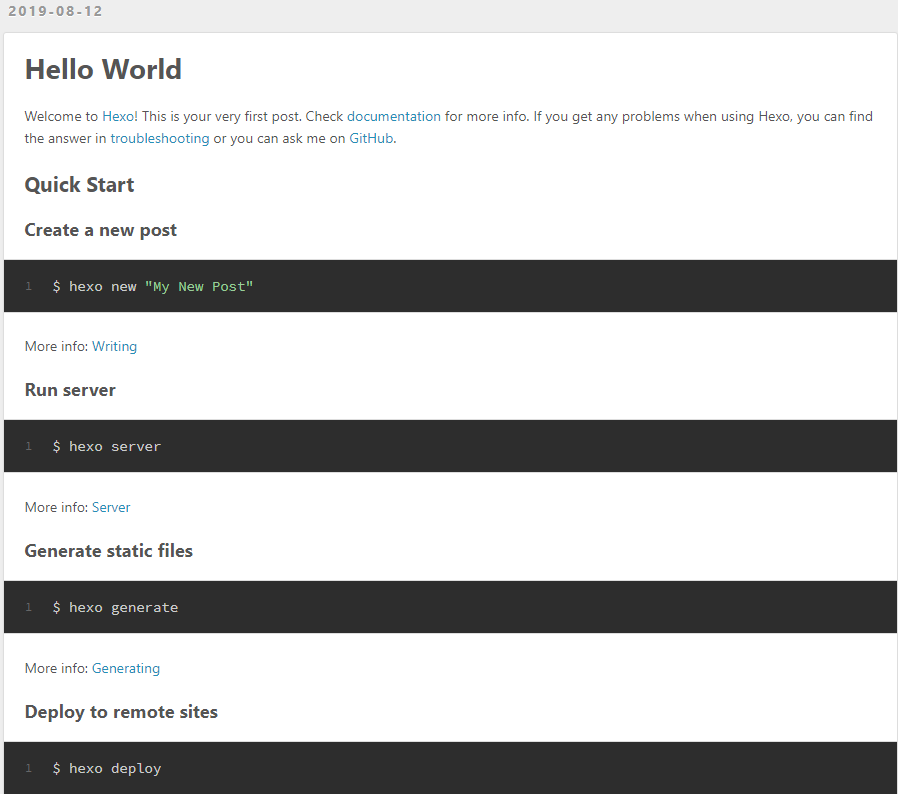 2019-08-12
Hello World
Welcome to Hexo! This is your very first post. Check documentation for more info. If you get any problems when using Hexo, you can find
the answer in troubleshooting or you can ask me on GitHub.
Quick Start
Create a new post
1 $ hexo new "My New Post"
More info: Writing
Run server
1 $ hexo server
More info: Server
Generate static files
1 $ hexo generate
More info: Generating
Deploy to remote sites
1 $ hexo deploy